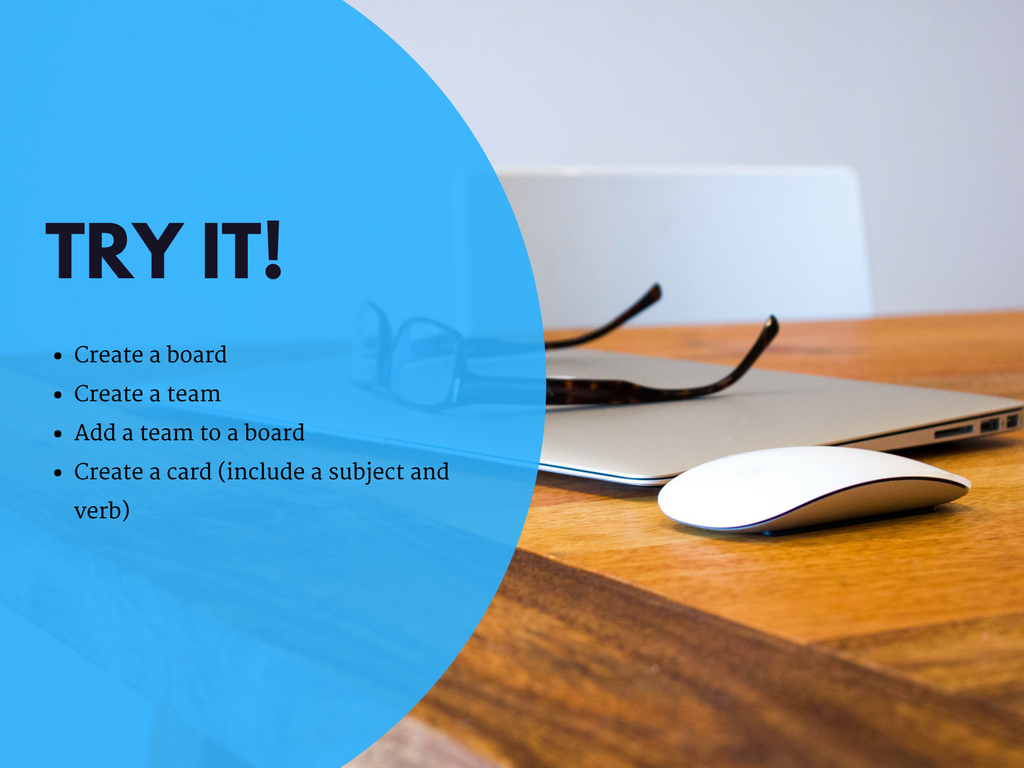 TRY IT!
• Create a board
• Create a team
• Add a team to a board
• Create a card (include a subject and
verb)